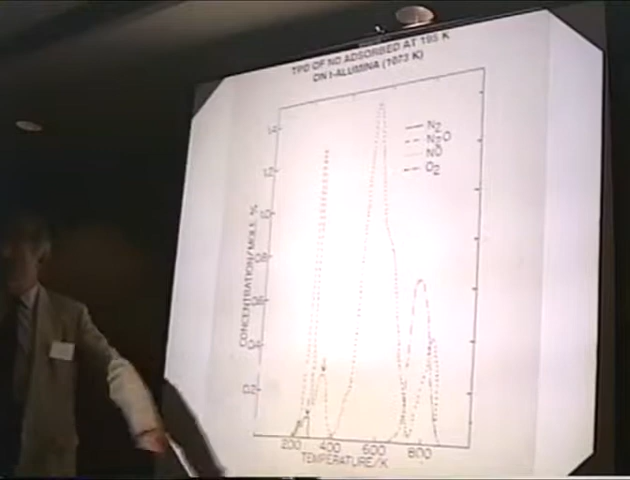 TPD OF NO ADSORBED AT 195 K
ON η-ALUMINA (1073 K)
N2
N2O
NO
O2
1.4
1.2
1.0
0.8
0.6
0.4
0.2
CONCENTRATION/MOLE %
200 400 600 800
TEMPERATURE/K